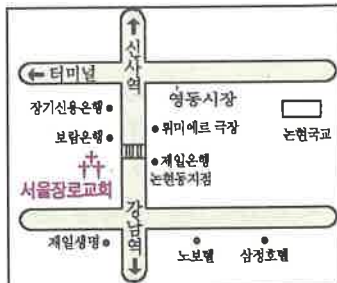 신사역
← 터미널
영동시장
장기신용은행
뤼미에르 극장
논현국교
보람은행
제일은행
논현동지점
서울장로교회
강남역
제일생명
노보텔
삼정호텔